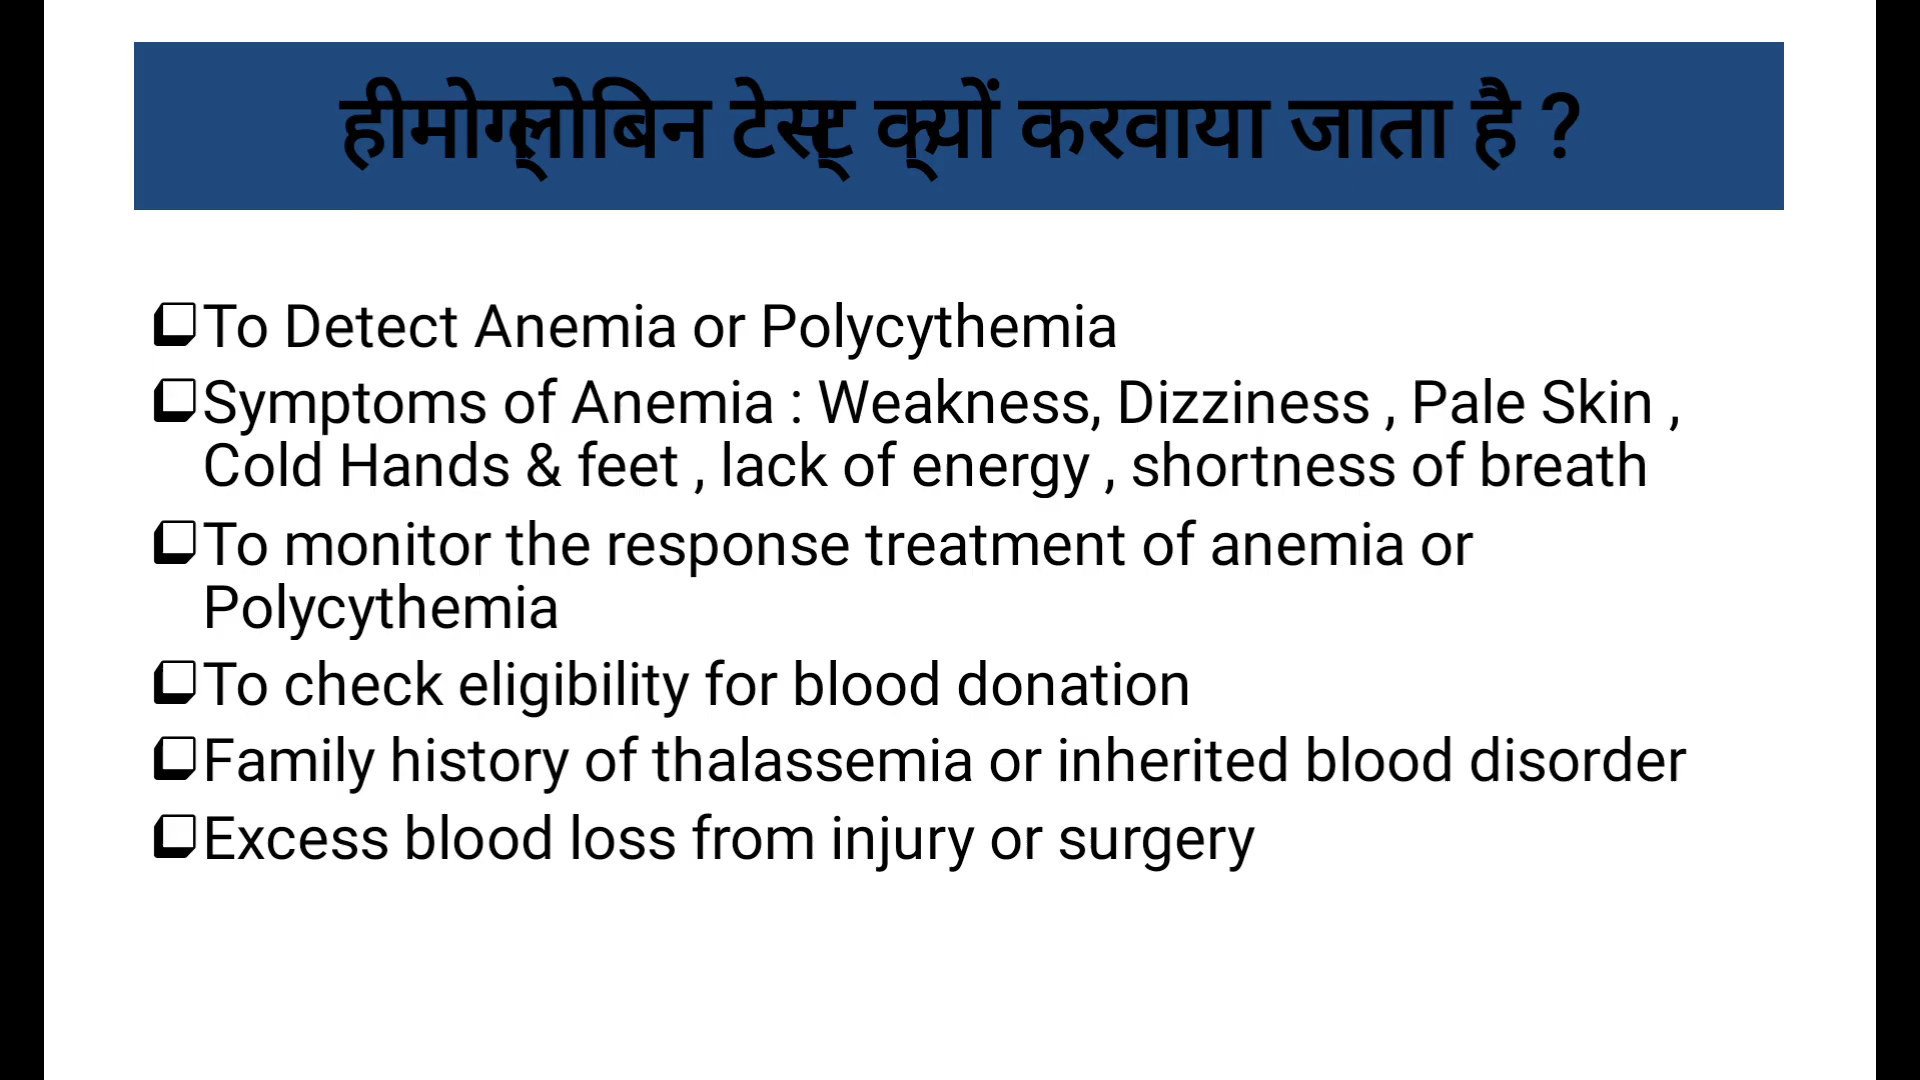 हीमोग्लोबिन टेस्ट क्यों करवाया जाता है ?
❑To Detect Anemia or Polycythemia
❑Symptoms of Anemia : Weakness, Dizziness , Pale Skin ,
Cold Hands & feet , lack of energy , shortness of breath
❑To monitor the response treatment of anemia or
Polycythemia
❑To check eligibility for blood donation
❑Family history of thalassemia or inherited blood disorder
❑Excess blood loss from injury or surgery